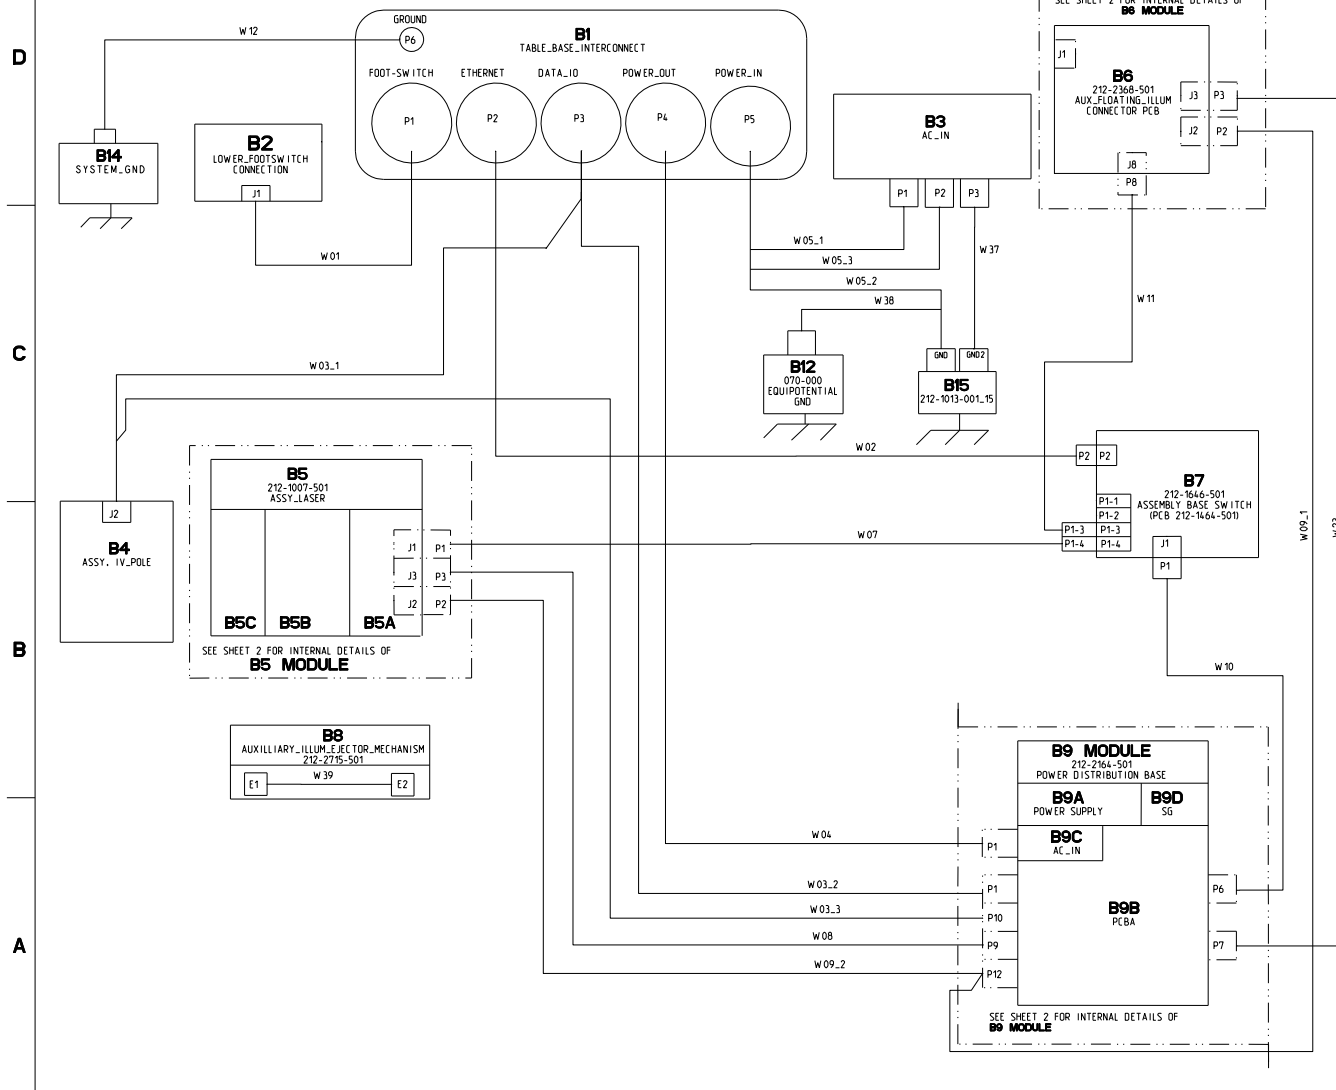 D
C
B
A
W12
GROUND
P6
B1
TABLE_BASE_INTERCONNECT
FOOT-SWITCH
ETHERNET
DATA_IO
POWER_OUT
POWER_IN
P1
P2
P3
P4
P5
B14
SYSTEM_GND
B2
LOWER_FOOTSWITCH
CONNECTION
J1
W01
B3
AC_IN
P1
P2
P3
W05_1
W05_3
W05_2
W38
W37
SEE SHEET 2 FOR INTERNAL DETAILS OF
B6 MODULE
J1
B6
212-2368-501
AUX_FLOATING_ILLUM
CONNECTOR PCB
J3
P3
J2
P2
J8
P8
W11
B12
070-000
EQUIPOTENTIAL
GND
GND
GND2
B15
212-1013-001_15
W03_1
W02
J2
B4
ASSY. IV_POLE
B5
212-1007-501
ASSY_LASER
J1
P1
J3
P3
J2
P2
B5C
B5B
B5A
SEE SHEET 2 FOR INTERNAL DETAILS OF
B5 MODULE
W07
P2
P2
B7
212-1646-501
ASSEMBLY BASE SWITCH
(PCB 212-1464-501)
P1-1
P1-2
P1-3
P1-3
P1-4
P1-4
J1
P1
W09_1
W10
B8
AUXILLIARY_ILLUM_EJECTOR_MECHANISM
212-2715-501
E1
W39
E2
B9 MODULE
212-2164-501
POWER DISTRIBUTION BASE
B9A
POWER SUPPLY
B9D
SG
B9C
AC_IN
W04
P1
W03_2
P1
W03_3
P10
W08
P9
W09_2
P12
B9B
PCBA
P6
P7
SEE SHEET 2 FOR INTERNAL DETAILS OF
B9 MODULE